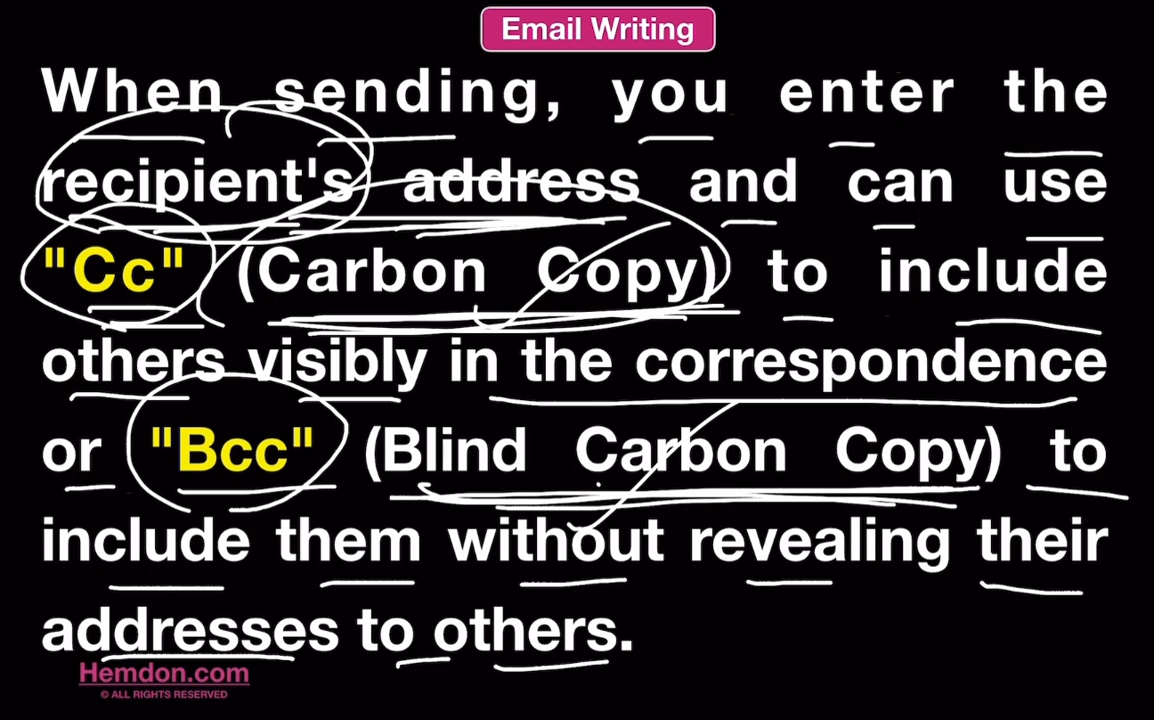 Email Writing
When sending, you enter the
recipient's address and can use
"Cc" (Carbon Copy) to include
others visibly in the correspondence
or "Bcc" (Blind Carbon Copy) to
include them without revealing their
addresses to others.
Hemdon.com
© ALL RIGHTS RESERVED